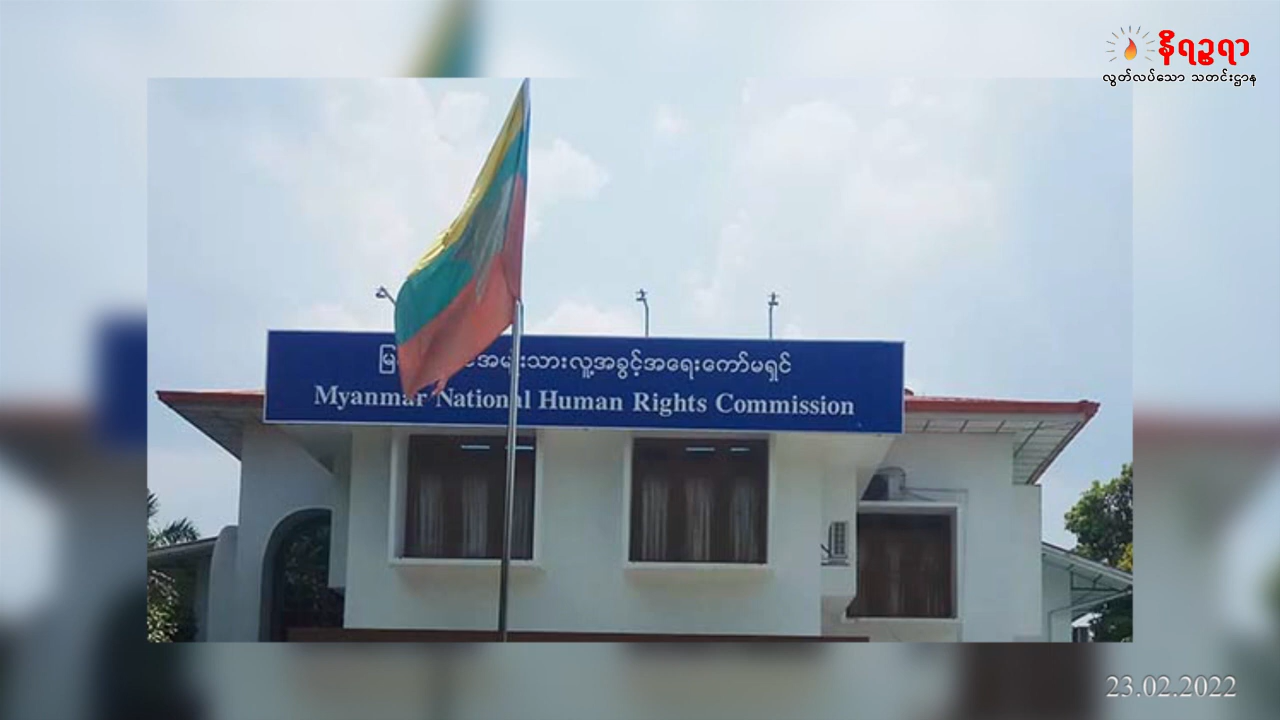 နိရဉ္စရာ
လွတ်လပ်သော သတင်းဌာန
အမျိုးသားလူ့အခွင့်အရေးကော်မရှင်
Myanmar National Human Rights Commission
23.02.2022